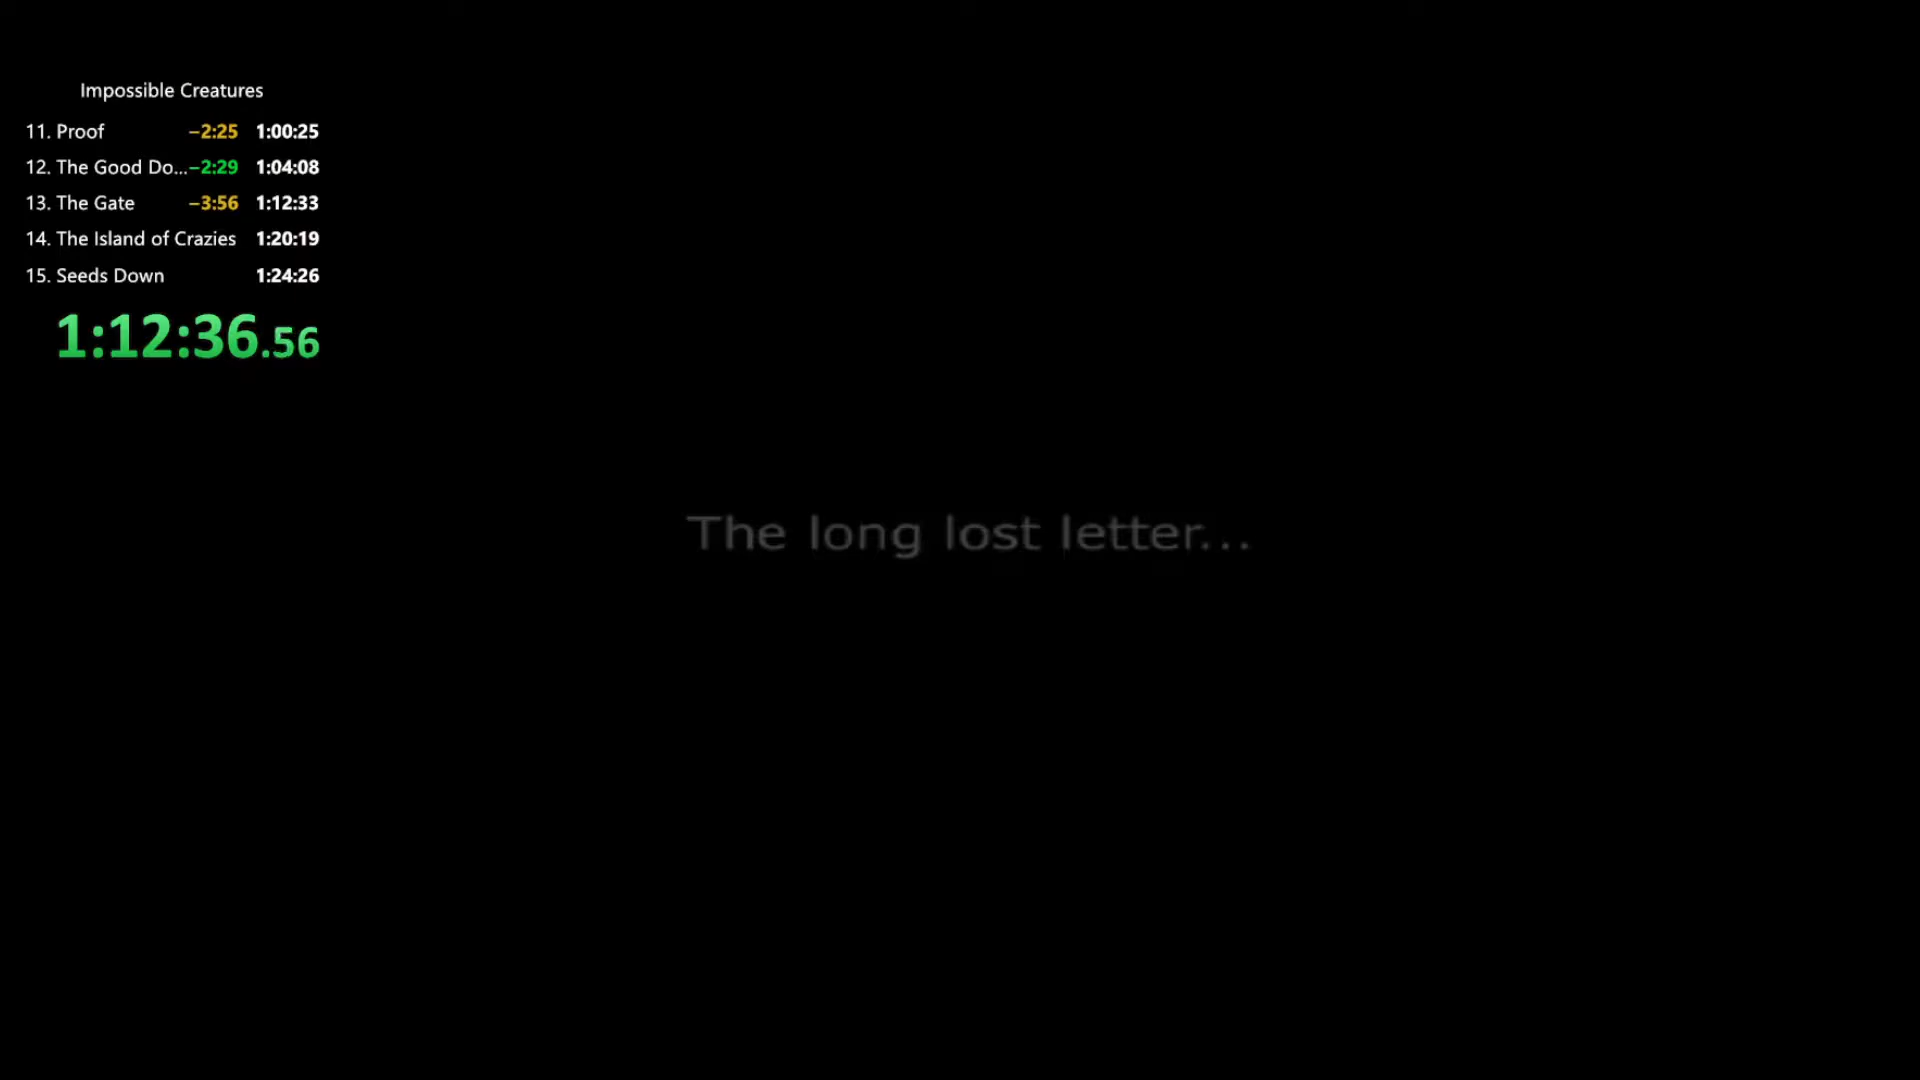 Impossible Creatures
11. Proof −2:25 1:00:25
12. The Good Do... −2:29 1:04:08
13. The Gate −3:56 1:12:33
14. The Island of Crazies 1:20:19
15. Seeds Down 1:24:26
1:12:36.56
The long lost letter...